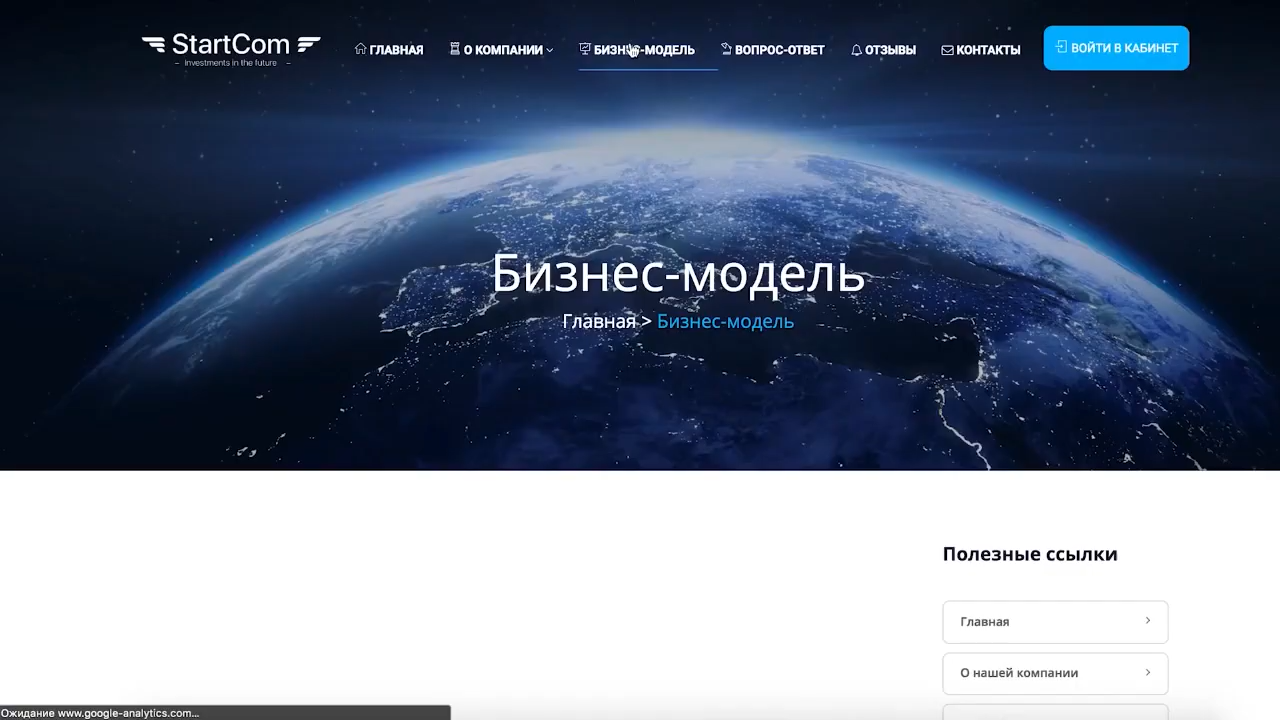 StartCom
– Investments in the future –
ГЛАВНАЯ
О КОМПАНИИ
БИЗНЕС-МОДЕЛЬ
ВОПРОС-ОТВЕТ
ОТЗЫВЫ
КОНТАКТЫ
ВОЙТИ В КАБИНЕТ
Бизнес-модель
Главная > Бизнес-модель
Полезные ссылки
Главная
О нашей компании
Ожидание www.google-analytics.com...